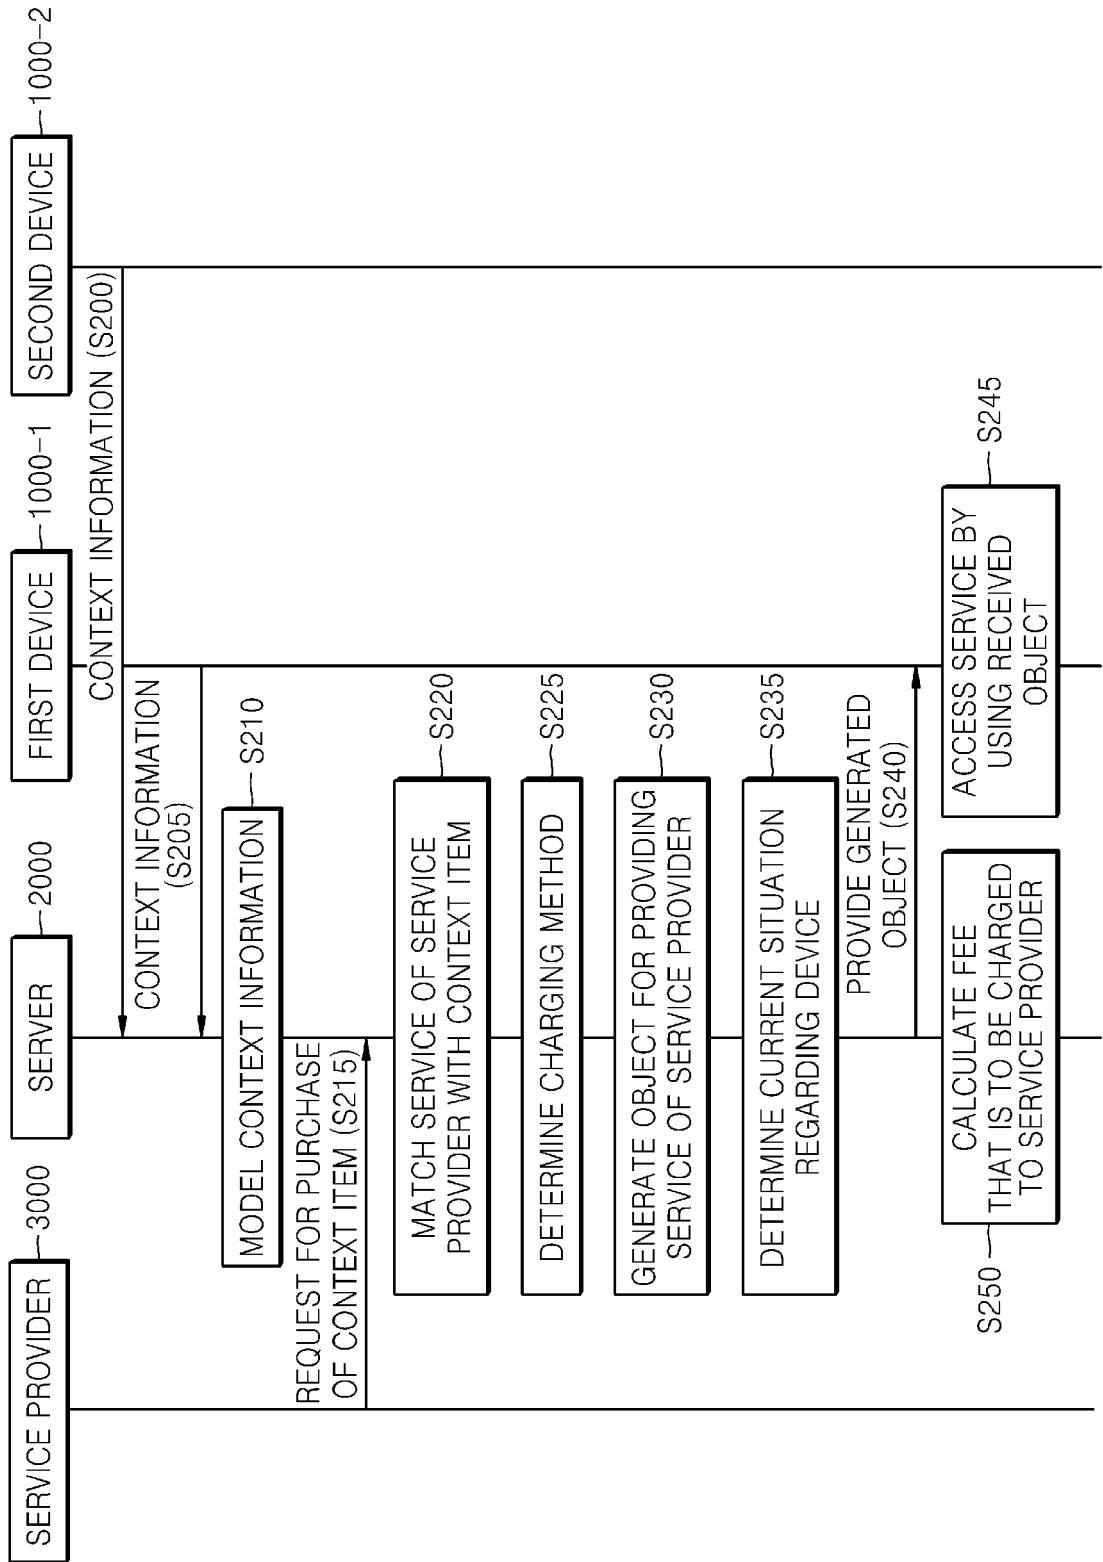 SERVICE PROVIDER
3000
SERVER
2000
FIRST DEVICE
1000-1
SECOND DEVICE
1000-2
CONTEXT INFORMATION (S200)
CONTEXT INFORMATION
(S205)
MODEL CONTEXT INFORMATION
S210
REQUEST FOR PURCHASE
OF CONTEXT ITEM (S215)
MATCH SERVICE OF SERVICE
PROVIDER WITH CONTEXT ITEM
S220
DETERMINE CHARGING METHOD
S225
GENERATE OBJECT FOR PROVIDING
SERVICE OF SERVICE PROVIDER
S230
DETERMINE CURRENT SITUATION
REGARDING DEVICE
S235
PROVIDE GENERATED
OBJECT (S240)
S250
CALCULATE FEE
THAT IS TO BE CHARGED
TO SERVICE PROVIDER
ACCESS SERVICE BY
USING RECEIVED
OBJECT
S245